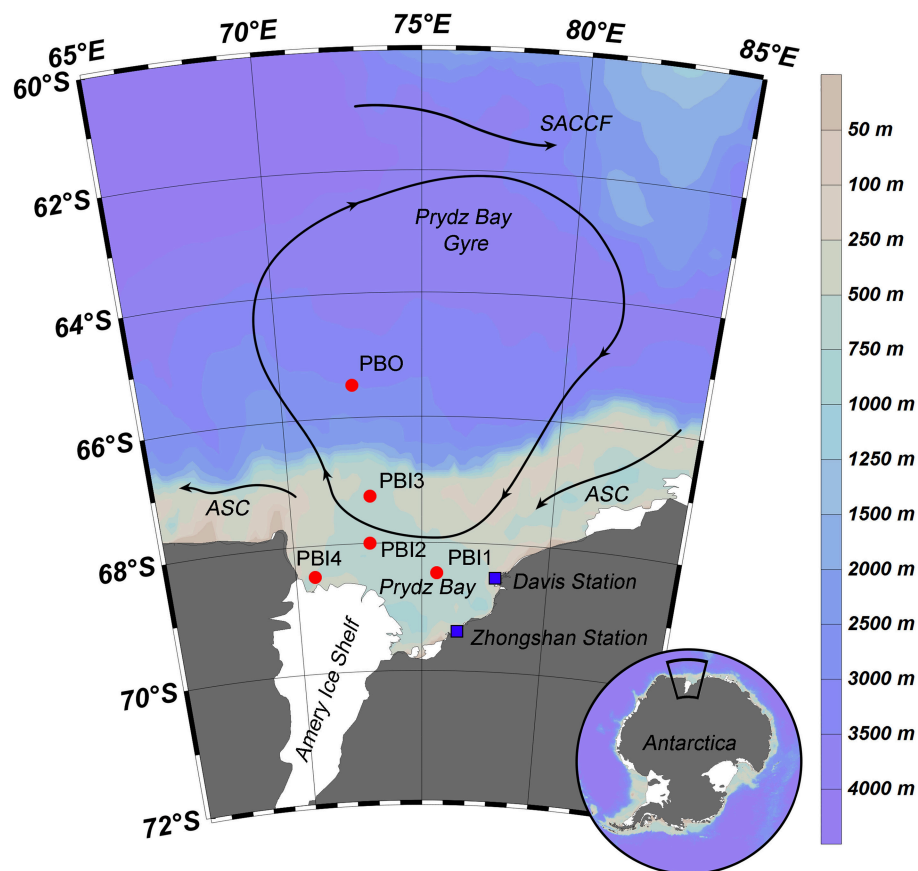 65°E
70°E
75°E
80°E
85°E
60°S
62°S
64°S
66°S
68°S
70°S
72°S
SACCF
Prydz Bay
Gyre
PBO
PBI3
ASC
ASC
PBI2
PBI4
PBI1
Prydz Bay
Davis Station
Zhongshan Station
Amery Ice Shelf
Antarctica
50 m
100 m
250 m
500 m
750 m
1000 m
1250 m
1500 m
2000 m
2500 m
3000 m
3500 m
4000 m